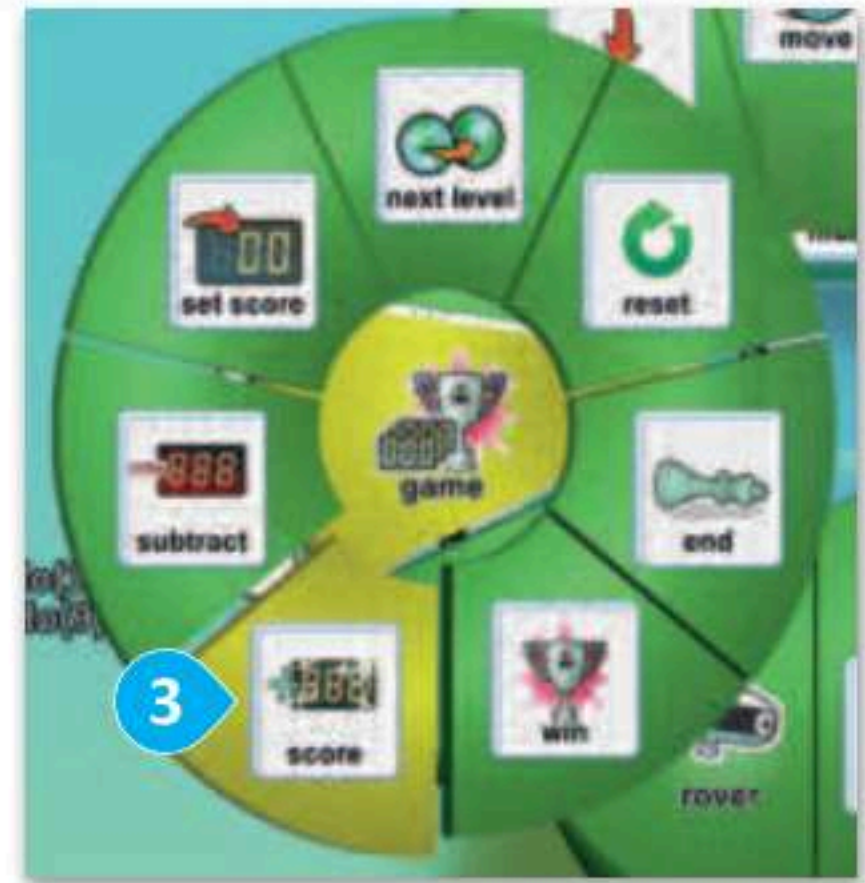 move
next level
set score
reset
game
subtract
end
3
score
win
rover